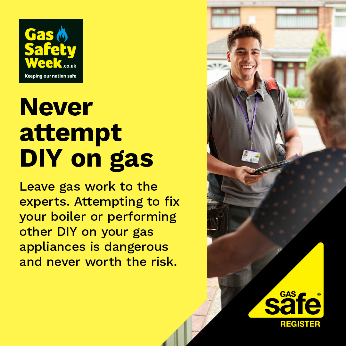 Gas
Safety
Week.co.uk
Keeping our nation safe
Never
attempt
DIY on gas
Leave gas work to the
experts. Attempting to fix
your boiler or performing
other DIY on your gas
appliances is dangerous
and never worth the risk.
GAS
safe
REGISTER